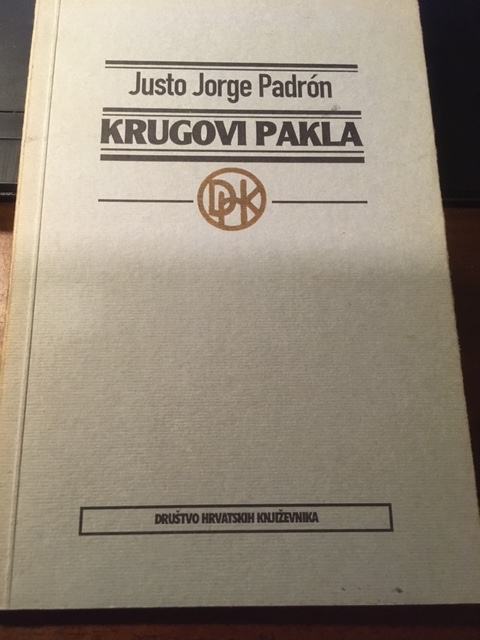 Justo Jorge Padrón
KRUGOVI PAKLA
DHK
DRUŠTVO HRVATSKIH KNJIŽEVNIKA